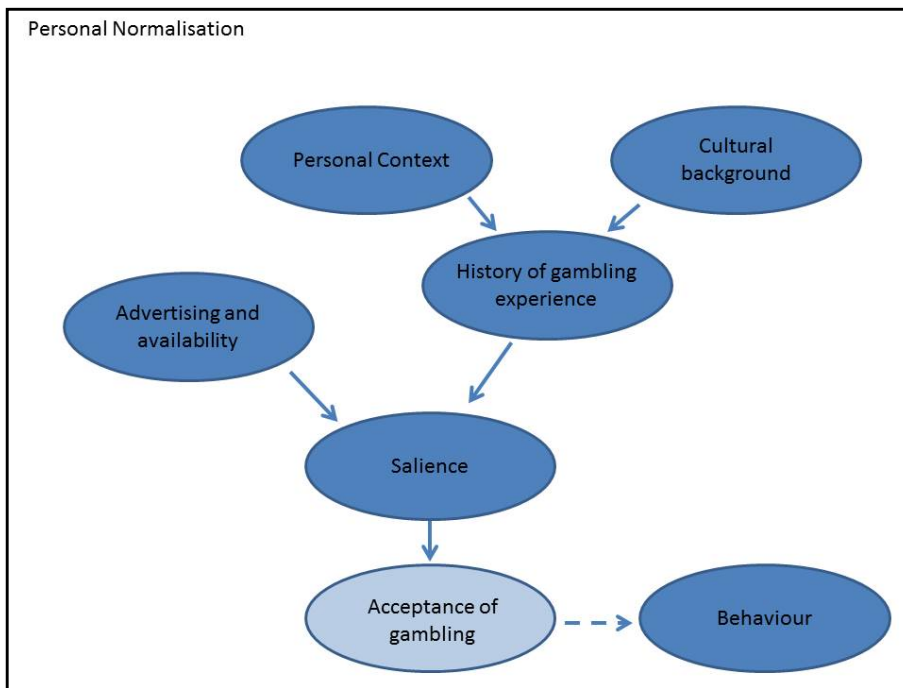 Personal Normalisation
Personal Context
Cultural
background
History of gambling
experience
Advertising and
availability
Salience
Acceptance of
gambling
Behaviour